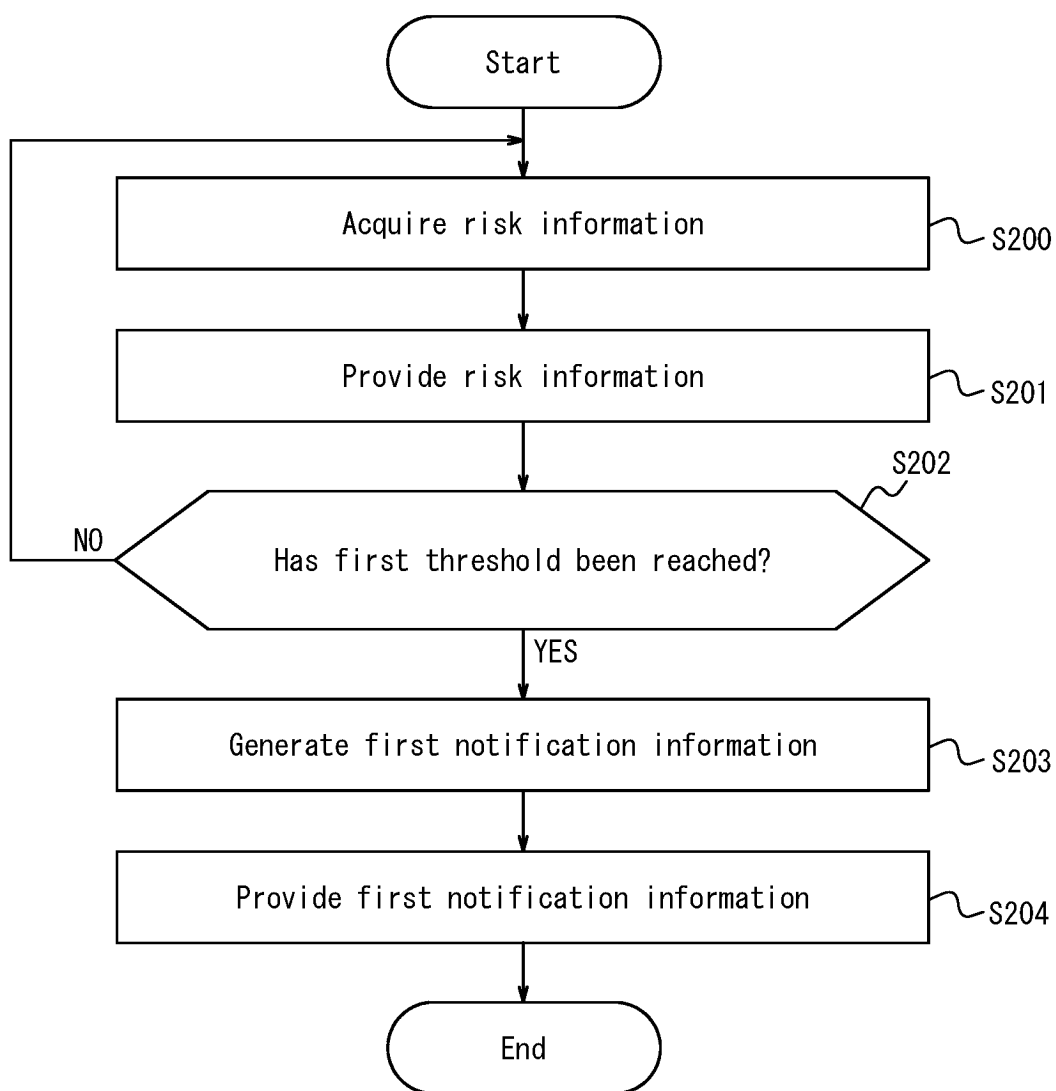 Start
Acquire risk information
S200
Provide risk information
S201
S202
NO
Has first threshold been reached?
YES
Generate first notification information
S203
Provide first notification information
S204
End